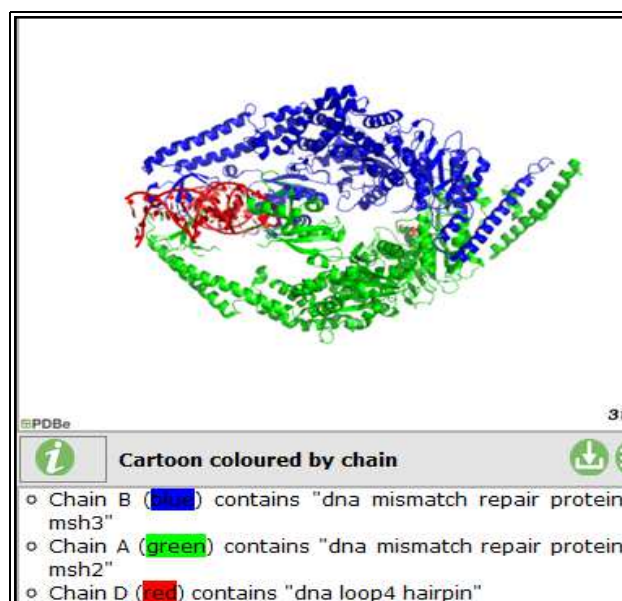 PDBe
3
Cartoon coloured by chain
Chain B (blue) contains "dna mismatch repair protein
msh3"
Chain A (green) contains "dna mismatch repair protein
msh2"
Chain D (red) contains "dna loop4 hairpin"